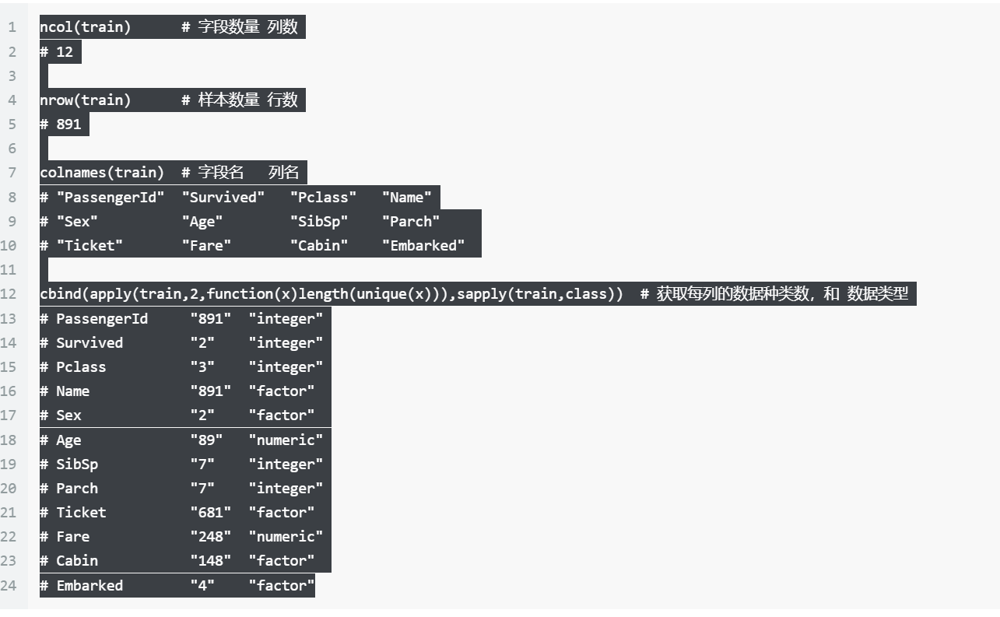 1 ncol(train)      # 字段数量 列数
2 # 12
3
4 nrow(train)      # 样本数量 行数
5 # 891
6
7 colnames(train)  # 字段名   列名
8 # "PassengerId"  "Survived"   "Pclass"   "Name"
9 # "Sex"          "Age"        "SibSp"    "Parch"
10 # "Ticket"       "Fare"       "Cabin"    "Embarked"
11
12 cbind(apply(train,2,function(x)length(unique(x))),sapply(train,class))  # 获取每列的数据种类数，和 数据类型
13 # PassengerId     "891"  "integer"
14 # Survived        "2"    "integer"
15 # Pclass          "3"    "integer"
16 # Name            "891"  "factor"
17 # Sex             "2"    "factor"
18 # Age             "89"   "numeric"
19 # SibSp           "7"    "integer"
20 # Parch           "7"    "integer"
21 # Ticket          "681"  "factor"
22 # Fare            "248"  "numeric"
23 # Cabin           "148"  "factor"
24 # Embarked        "4"    "factor"